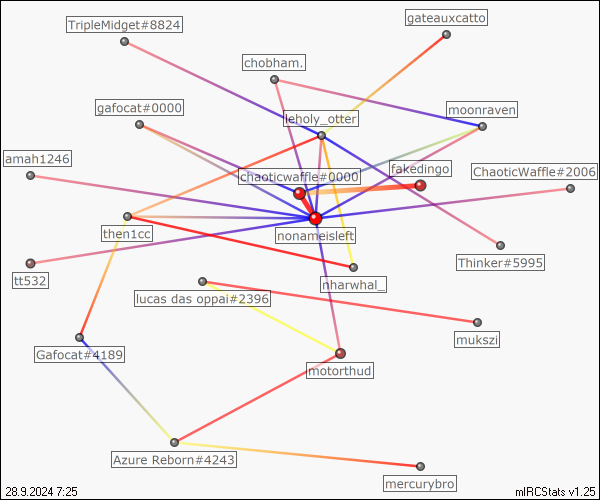 gateauxcatto
TripleMidget#8824
chobham.
gafocat#0000
moonraven
leholy_otter
amah1246
chaoticwaffle#0000
fakedingo
ChaoticWaffle#2006
then1cc
nonameisleft
Thinker#5995
tt532
nharwhal_
lucas das oppai#2396
mukszi
Gafocat#4189
motorthud
Azure Reborn#4243
mercurybro
28.9.2024 7:25
mIRCStats v1.25